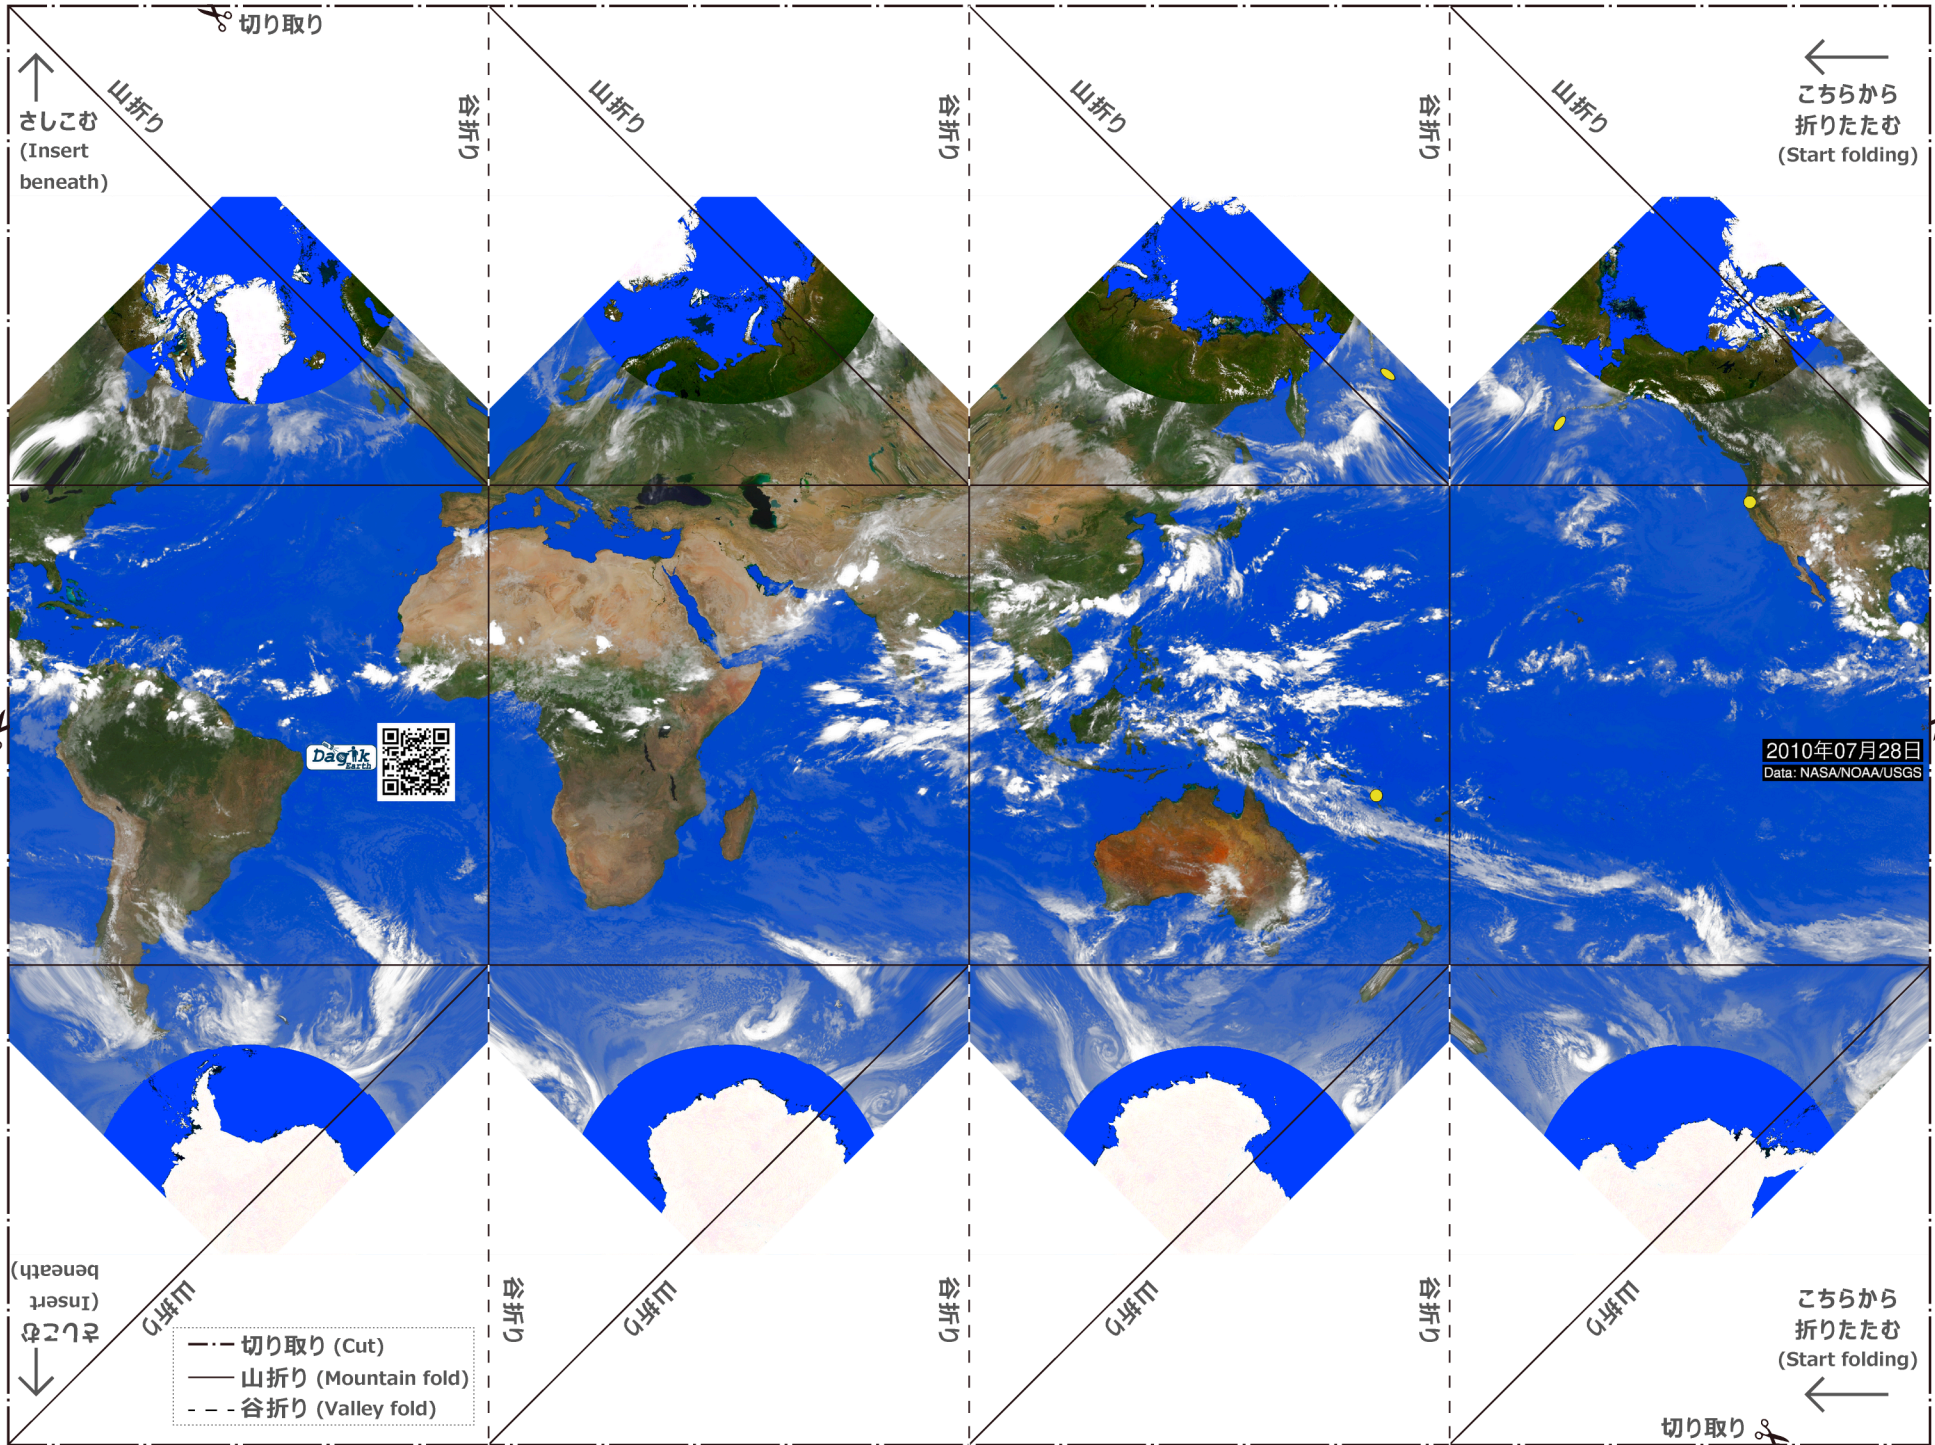 切り取り
山折り
山折り
山折り
山折り
谷折り
谷折り
谷折り
さしこむ
(Insert
beneath)
こちらから
折りたたむ
(Start folding)
Dagik
Earth
2010年07月28日
Data: NASA/NOAA/USGS
さしこむ
(Insert
beneath)
山折り
山折り
山折り
山折り
谷折り
谷折り
谷折り
こちらから
折りたたむ
(Start folding)
切り取り (Cut)
山折り (Mountain fold)
谷折り (Valley fold)
切り取り